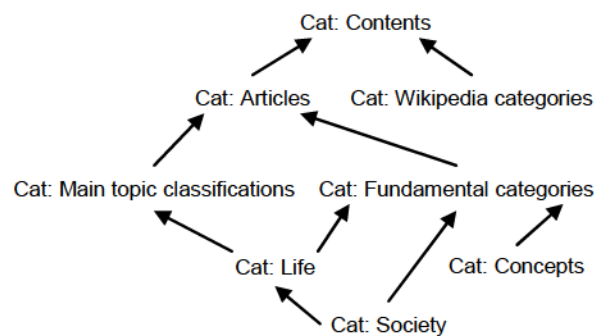 Cat: Contents
Cat: Articles
Cat: Wikipedia categories
Cat: Main topic classifications
Cat: Fundamental categories
Cat: Life
Cat: Concepts
Cat: Society